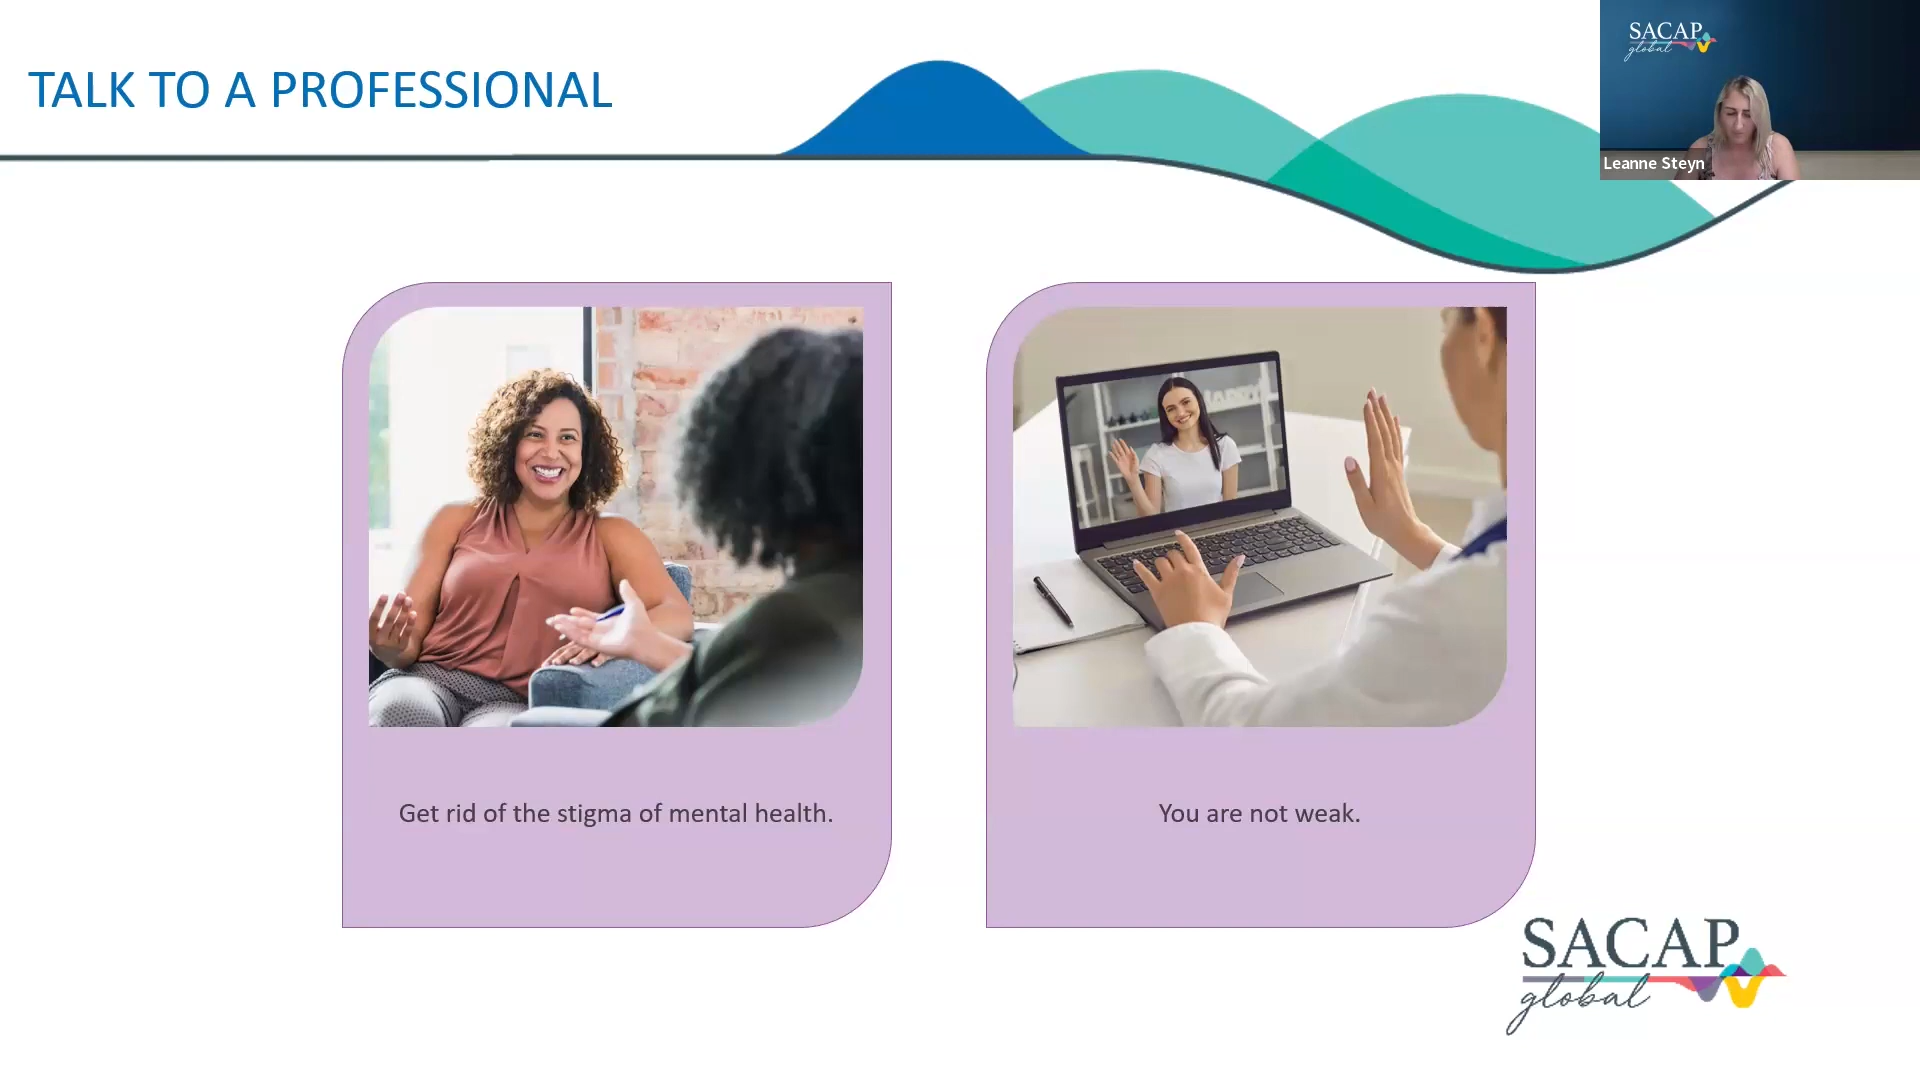 TALK TO A PROFESSIONAL
SACAP
global
Leanne Steyn
Get rid of the stigma of mental health.
You are not weak.
SACAP
global